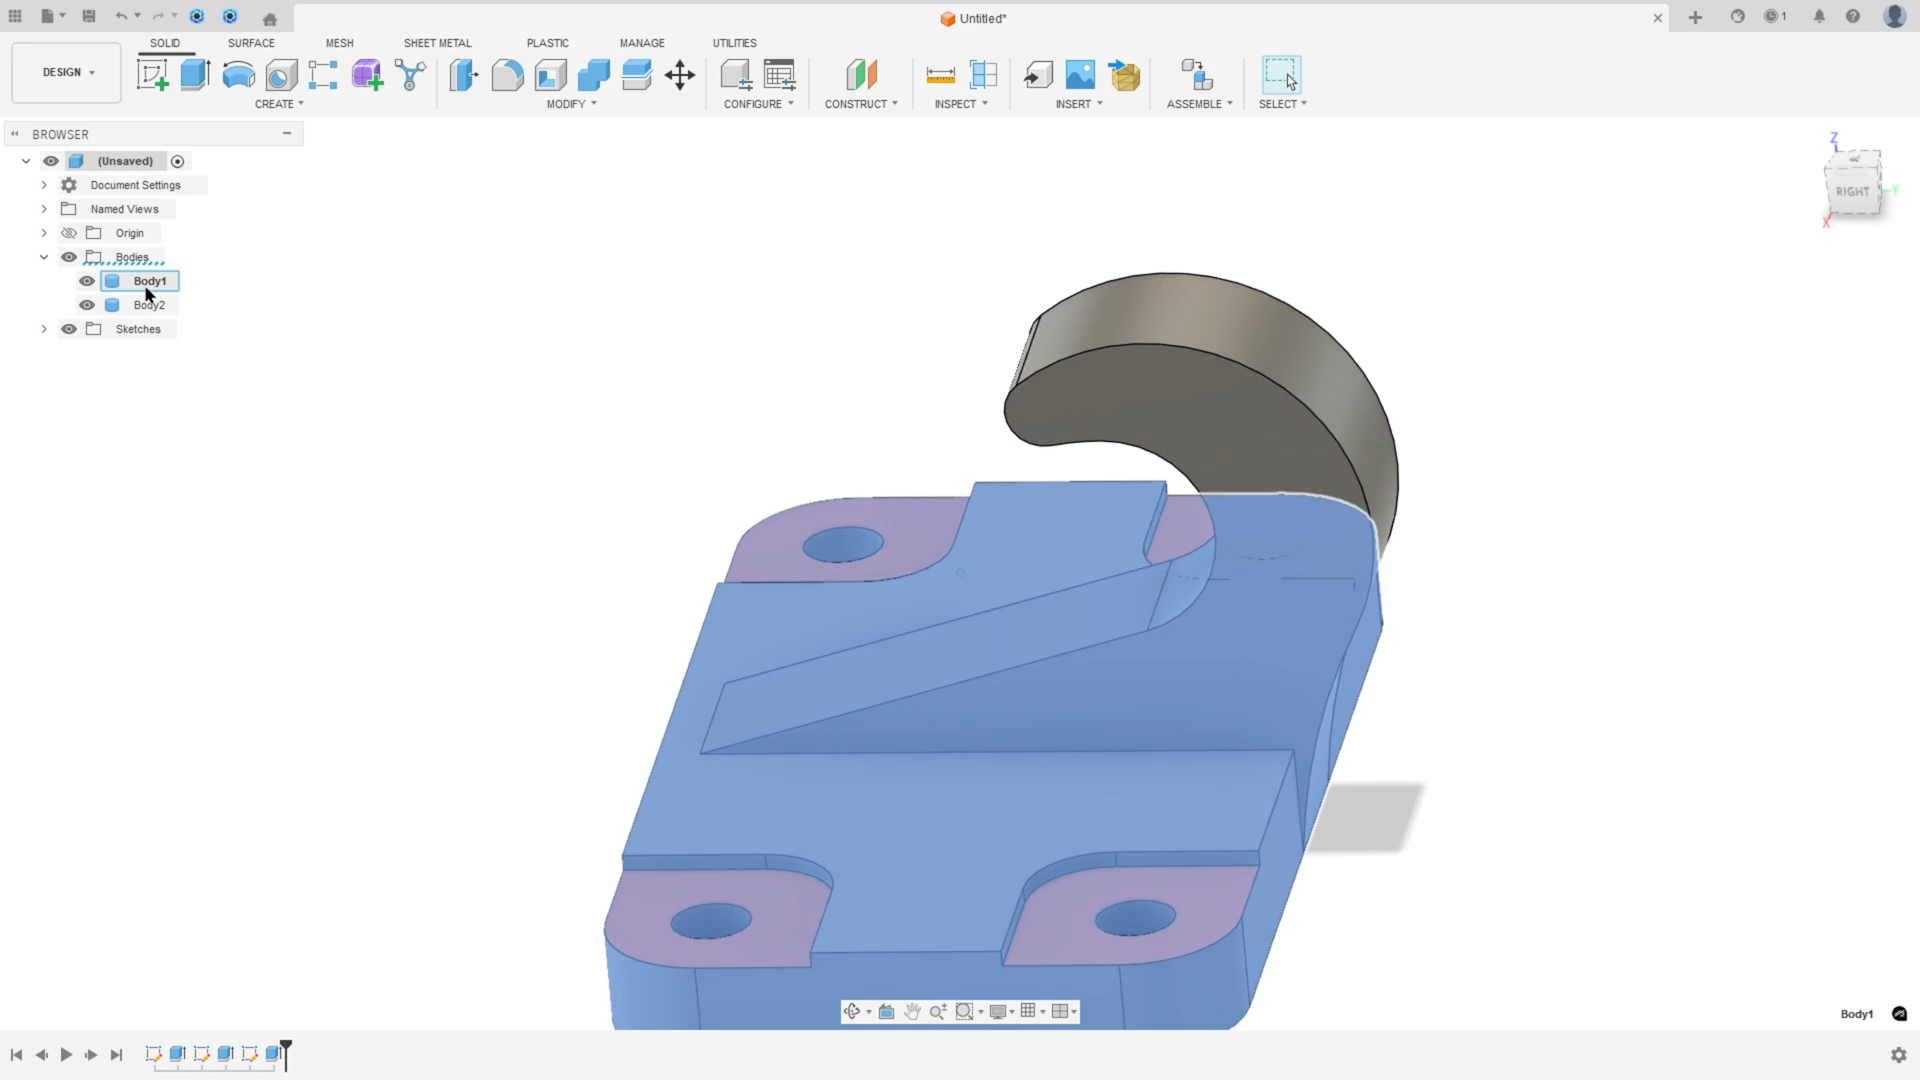 Untitled*
1
DESIGN
SOLID SURFACE MESH SHEET METAL PLASTIC MANAGE UTILITIES
CREATE MODIFY CONFIGURE CONSTRUCT INSPECT INSERT ASSEMBLE SELECT
BROWSER
(Unsaved)
Document Settings
Named Views
Origin
Bodies
Body1
Body2
Sketches
Z
RIGHT
Y
X
Body1